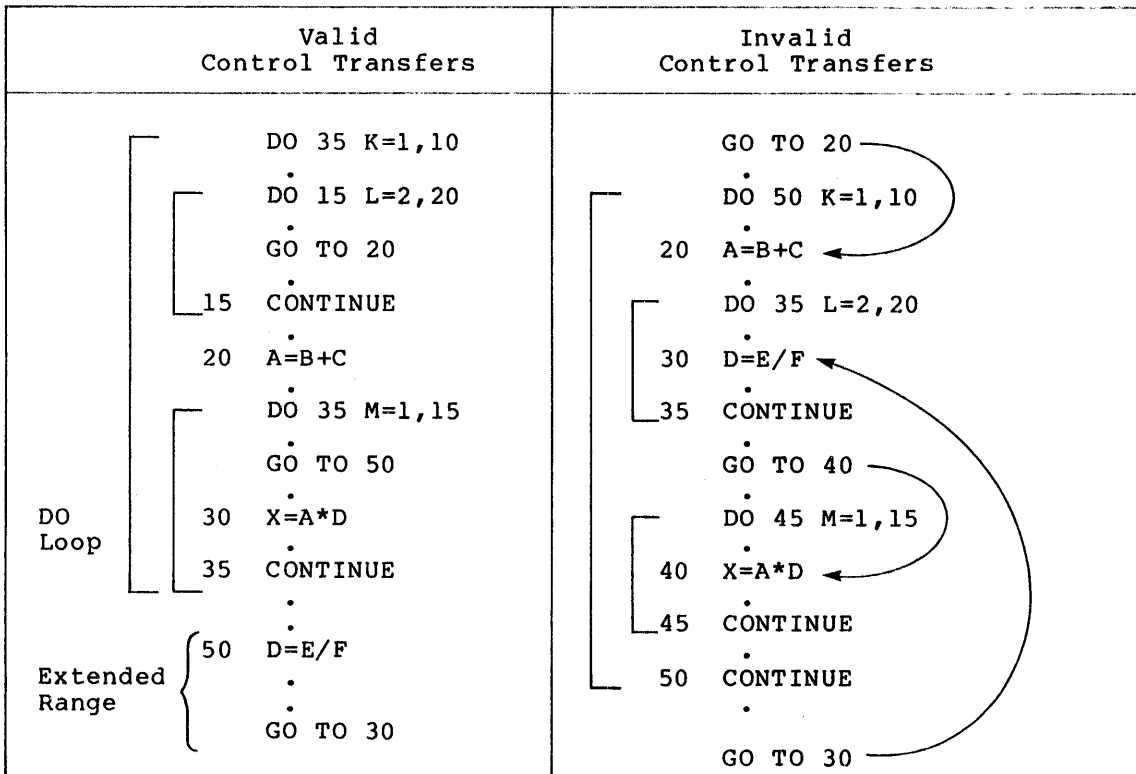 Valid
Control Transfers
DO 35 K=1,10
.
DO 15 L=2,20
.
GO TO 20
.
15 CONTINUE
.
20 A=B+C
.
DO 35 M=1,15
.
GO TO 50
.
30 X=A*D
.
35 CONTINUE
.
.
50 D=E/F
.
.
GO TO 30
DO
Loop
Extended
Range
Invalid
Control Transfers
GO TO 20
.
DO 50 K=1,10
.
20 A=B+C
.
DO 35 L=2,20
.
30 D=E/F
.
35 CONTINUE
.
GO TO 40
.
DO 45 M=1,15
.
40 X=A*D
.
45 CONTINUE
.
50 CONTINUE
.
GO TO 30